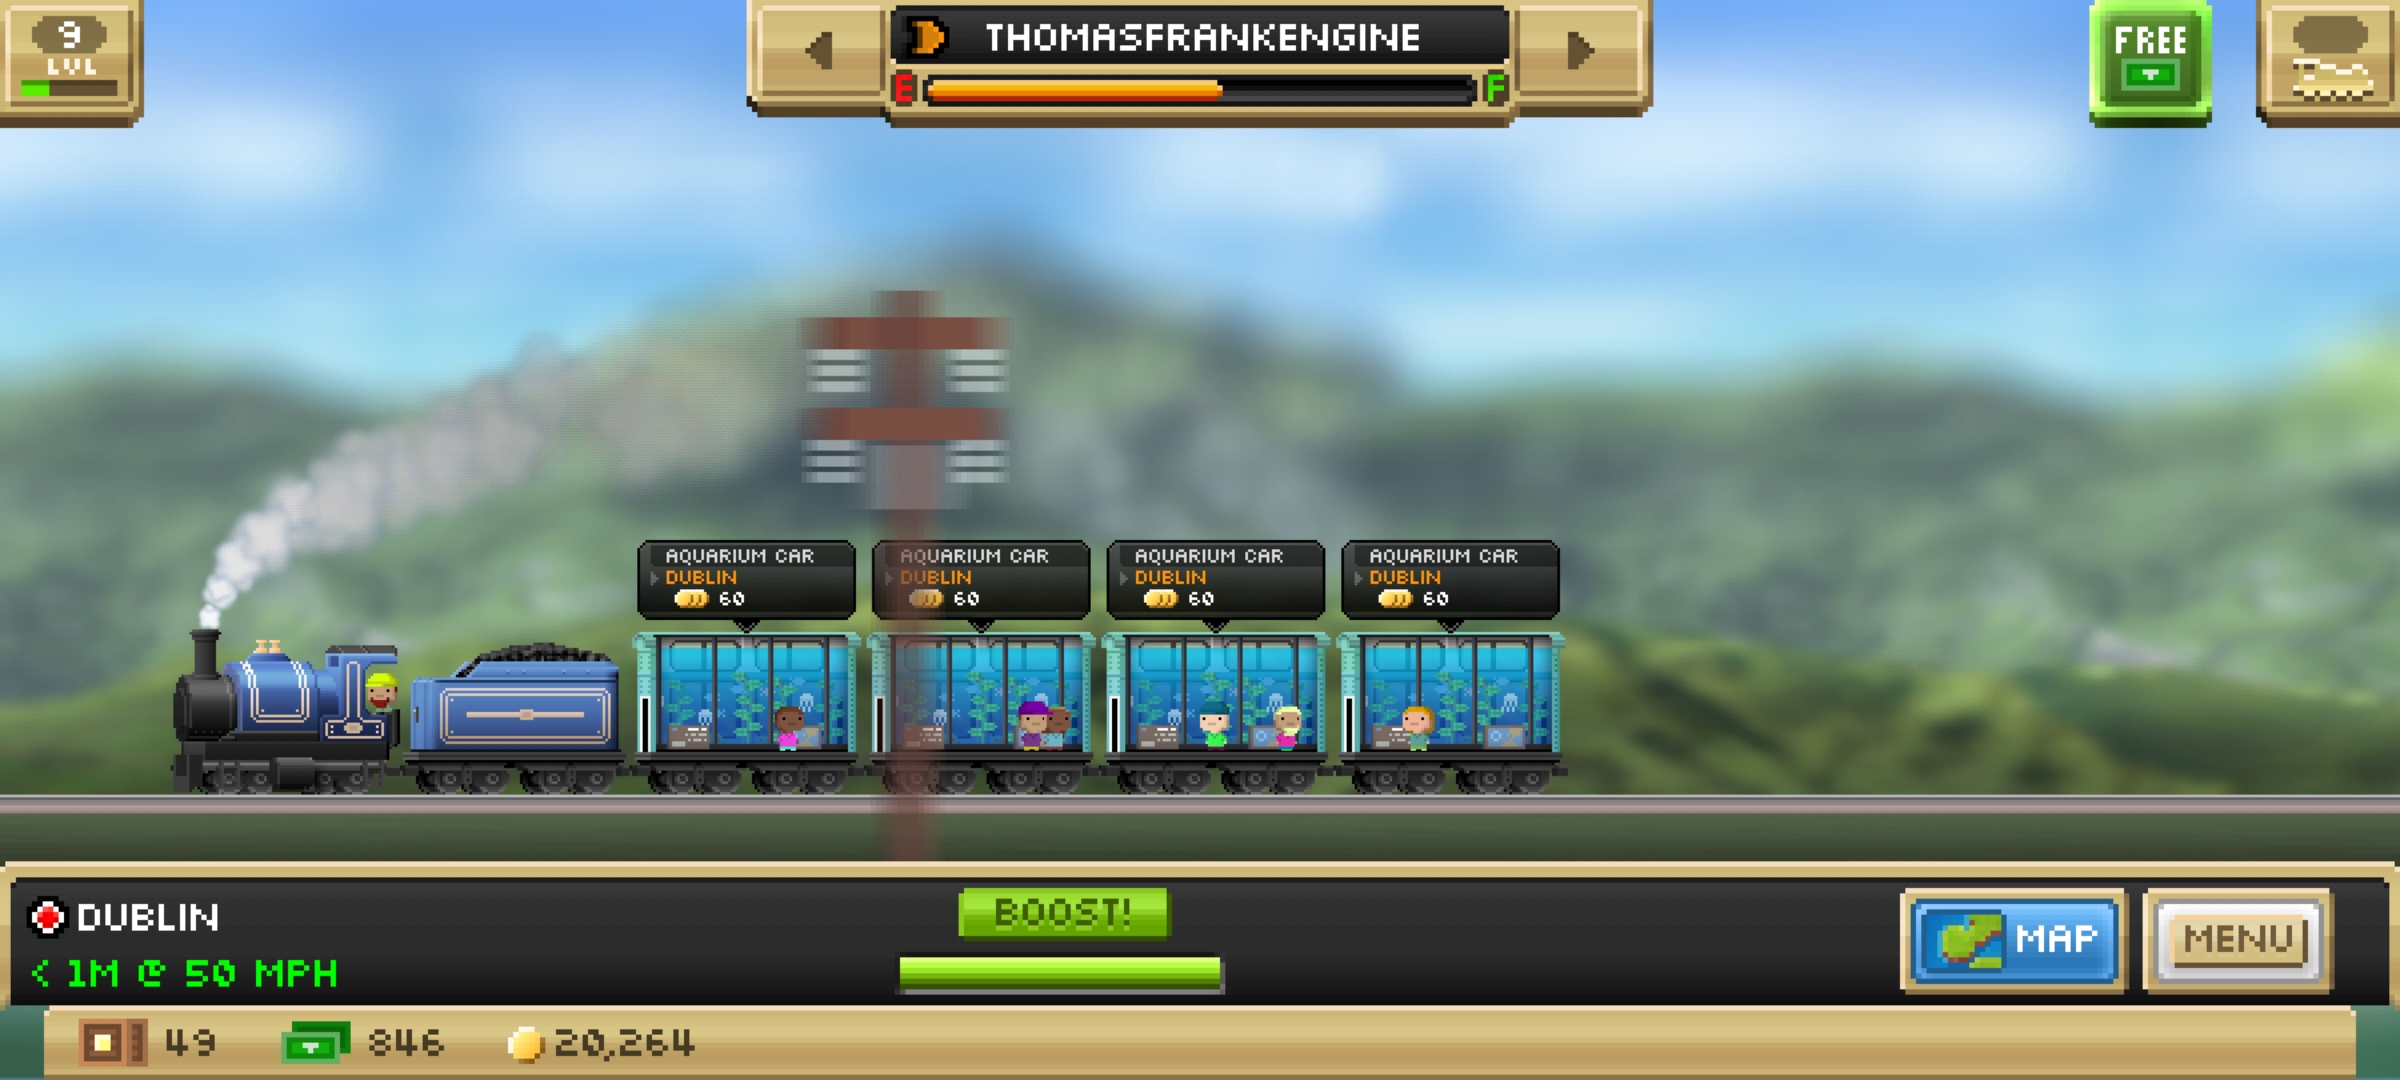 9
LVL
THOMASFRANKENGINE
E
F
FREE
AQUARIUM CAR
DUBLIN
60
AQUARIUM CAR
DUBLIN
60
AQUARIUM CAR
DUBLIN
60
AQUARIUM CAR
DUBLIN
60
DUBLIN
< 1M @ 50 MPH
BOOST!
MAP
MENU
49
846
20,264